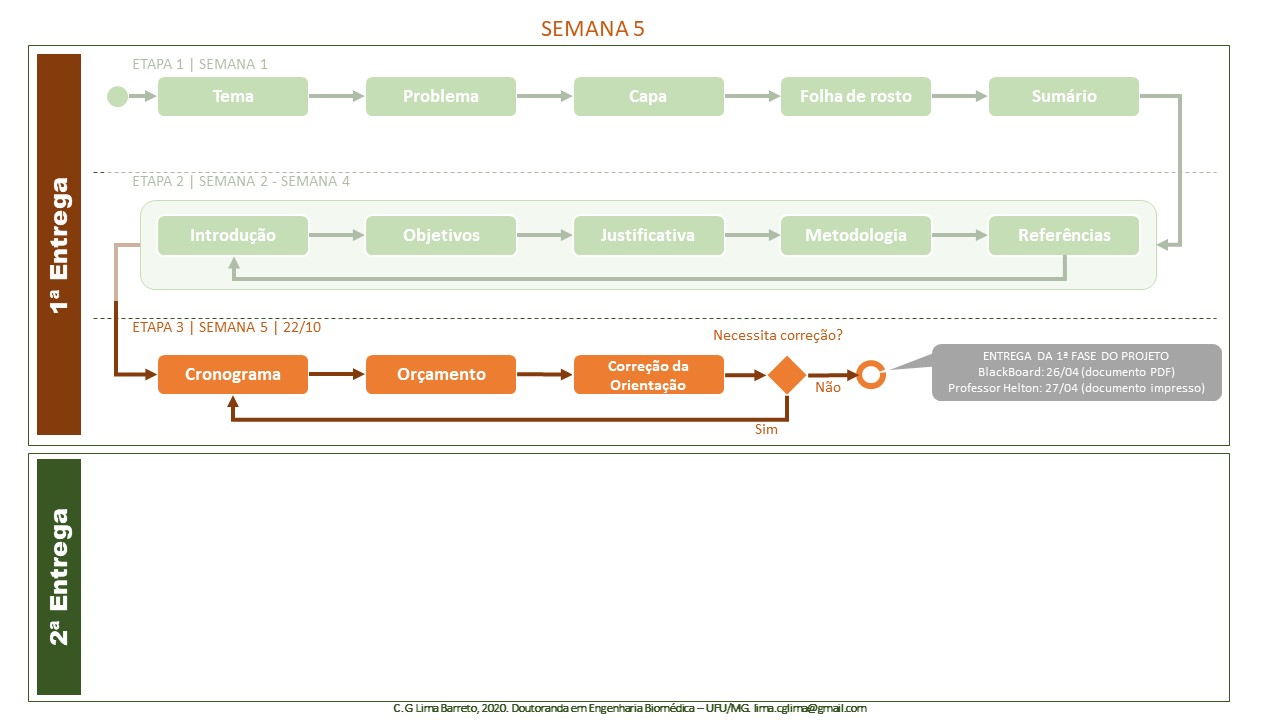 SEMANA 5
1ª Entrega
ETAPA 1 | SEMANA 1
Tema
Problema
Capa
Folha de rosto
Sumário
ETAPA 2 | SEMANA 2 - SEMANA 4
Introdução
Objetivos
Justificativa
Metodologia
Referências
ETAPA 3 | SEMANA 5 | 22/10
Necessita correção?
Cronograma
Orçamento
Correção da
Orientação
Não
Sim
ENTREGA DA 1ª FASE DO PROJETO
BlackBoard: 26/04 (documento PDF)
Professor Helton: 27/04 (documento impresso)
2ª Entrega
C. G Lima Barreto, 2020. Doutoranda em Engenharia Biomédica – UFU/MG. lima.cglima@gmail.com